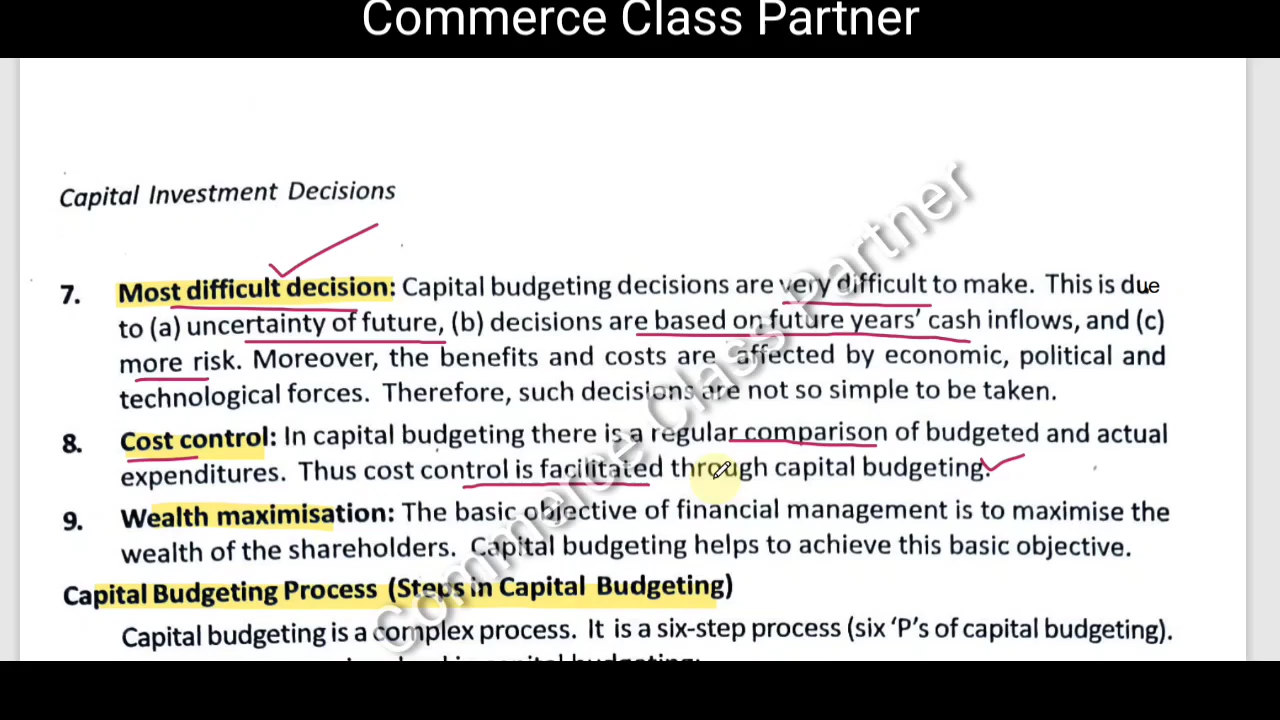 Commerce Class Partner
Capital Investment Decisions
7. Most difficult decision: Capital budgeting decisions are very difficult to make. This is due
to (a) uncertainty of future, (b) decisions are based on future years' cash inflows, and (c)
more risk. Moreover, the benefits and costs are affected by economic, political and
technological forces. Therefore, such decisions are not so simple to be taken.
8. Cost control: In capital budgeting there is a regular comparison of budgeted and actual
expenditures. Thus cost control is facilitated through capital budgeting.
9. Wealth maximisation: The basic objective of financial management is to maximise the
wealth of the shareholders. Capital budgeting helps to achieve this basic objective.
Capital Budgeting Process (Steps in Capital Budgeting)
Capital budgeting is a complex process. It is a six-step process (six 'P's of capital budgeting).
Commerce Class Partner